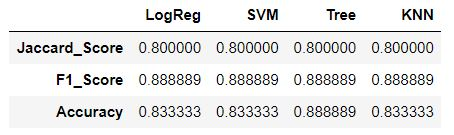 LogReg SVM Tree KNN
Jaccard_Score 0.800000 0.800000 0.800000 0.800000
F1_Score 0.888889 0.888889 0.888889 0.888889
Accuracy 0.833333 0.833333 0.888889 0.833333